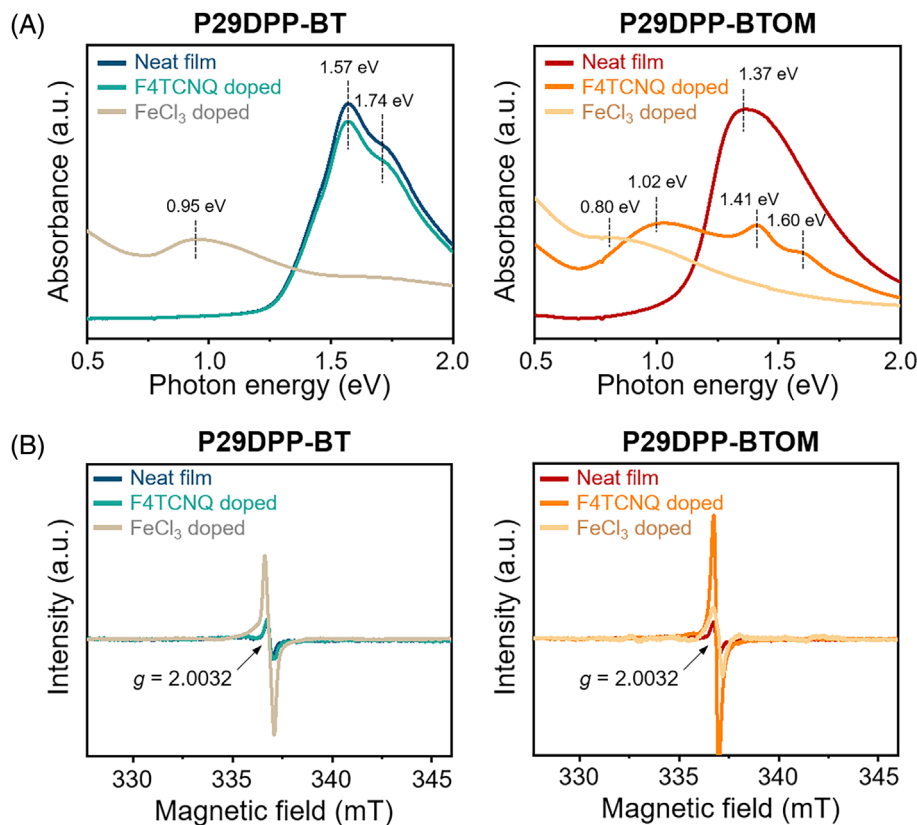 (A)
P29DPP-BT
Neat film
F4TCNQ doped
FeCl₃ doped
1.57 eV
1.74 eV
0.95 eV
Absorbance (a.u.)
0.5 1.0 1.5 2.0
Photon energy (eV)
P29DPP-BTOM
Neat film
F4TCNQ doped
FeCl₃ doped
1.37 eV
1.02 eV
0.80 eV
1.41 eV
1.60 eV
Absorbance (a.u.)
0.5 1.0 1.5 2.0
Photon energy (eV)
(B)
P29DPP-BT
Neat film
F4TCNQ doped
FeCl₃ doped
g = 2.0032
Intensity (a.u.)
330 335 340 345
Magnetic field (mT)
P29DPP-BTOM
Neat film
F4TCNQ doped
FeCl₃ doped
g = 2.0032
Intensity (a.u.)
330 335 340 345
Magnetic field (mT)